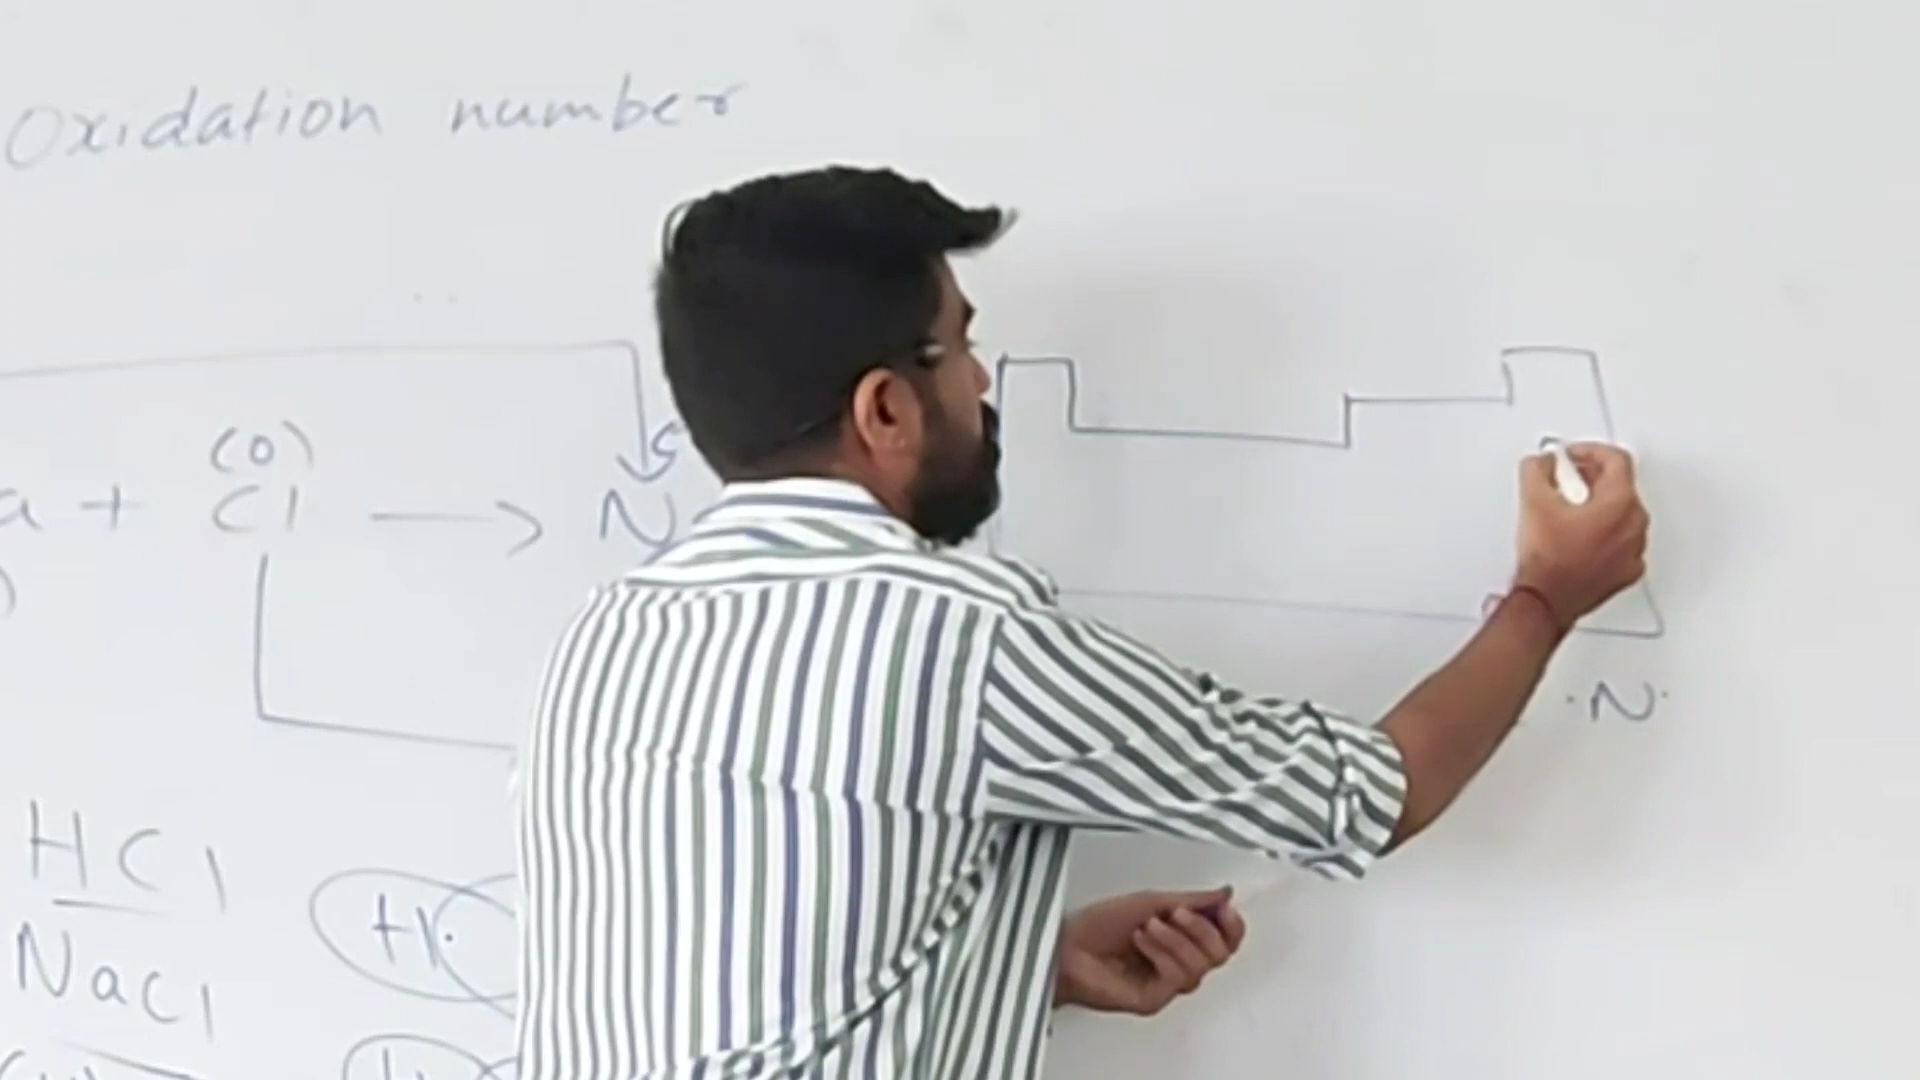 Oxidation number
(0)
a + Cl → N
N
HCl
+1
NaCl